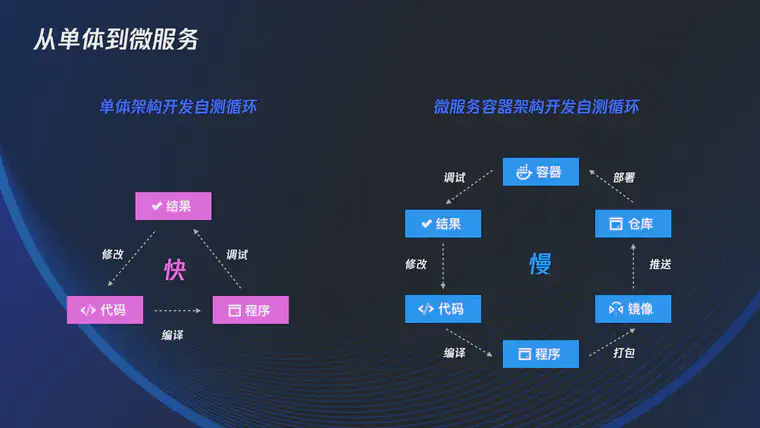 从单体到微服务
单体架构开发自测循环
结果
修改
调试
快
代码
程序
编译
微服务容器架构开发自测循环
容器
调试
部署
结果
仓库
修改
慢
推送
代码
镜像
编译
程序
打包